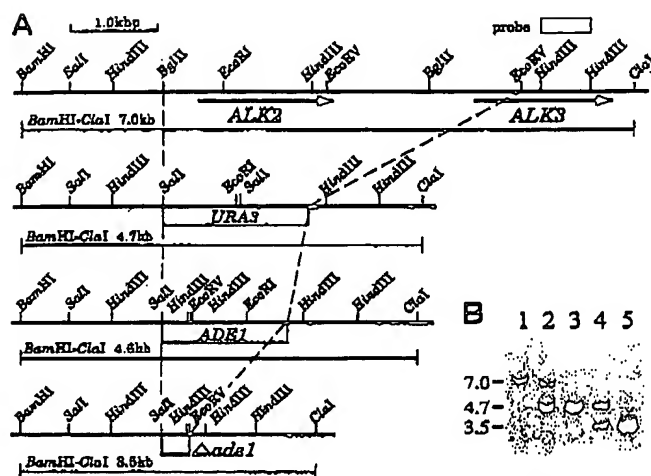 A
1.0kbp
probe
BamHI SalI HindIII BglII EcoRI HindIII EcoRV BglII EcoRV HindIII HindIII ClaI
ALK2 ALK3
BamHI-ClaI 7.0kb
BamHI SalI HindIII SalI EcoRI SalI HindIII HindIII ClaI
URA3
BamHI-ClaI 4.7kb
BamHI SalI HindIII SalI HindIII EcoRV HindIII EcoRI HindIII HindIII ClaI
ADE1
BamHI-ClaI 4.6kb
BamHI SalI HindIII SalI HindIII EcoRV HindIII HindIII ClaI
△ade1
BamHI-ClaI 3.5kb
B
1 2 3 4 5
7.0
4.7
3.5